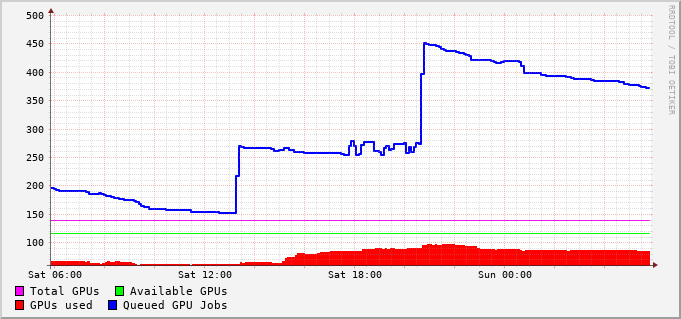 500
450
400
350
300
250
200
150
100
Sat 06:00 Sat 12:00 Sat 18:00 Sun 00:00
Total GPUs Available GPUs
GPUs used Queued GPU Jobs
RRDTOOL / TOBI OETIKER